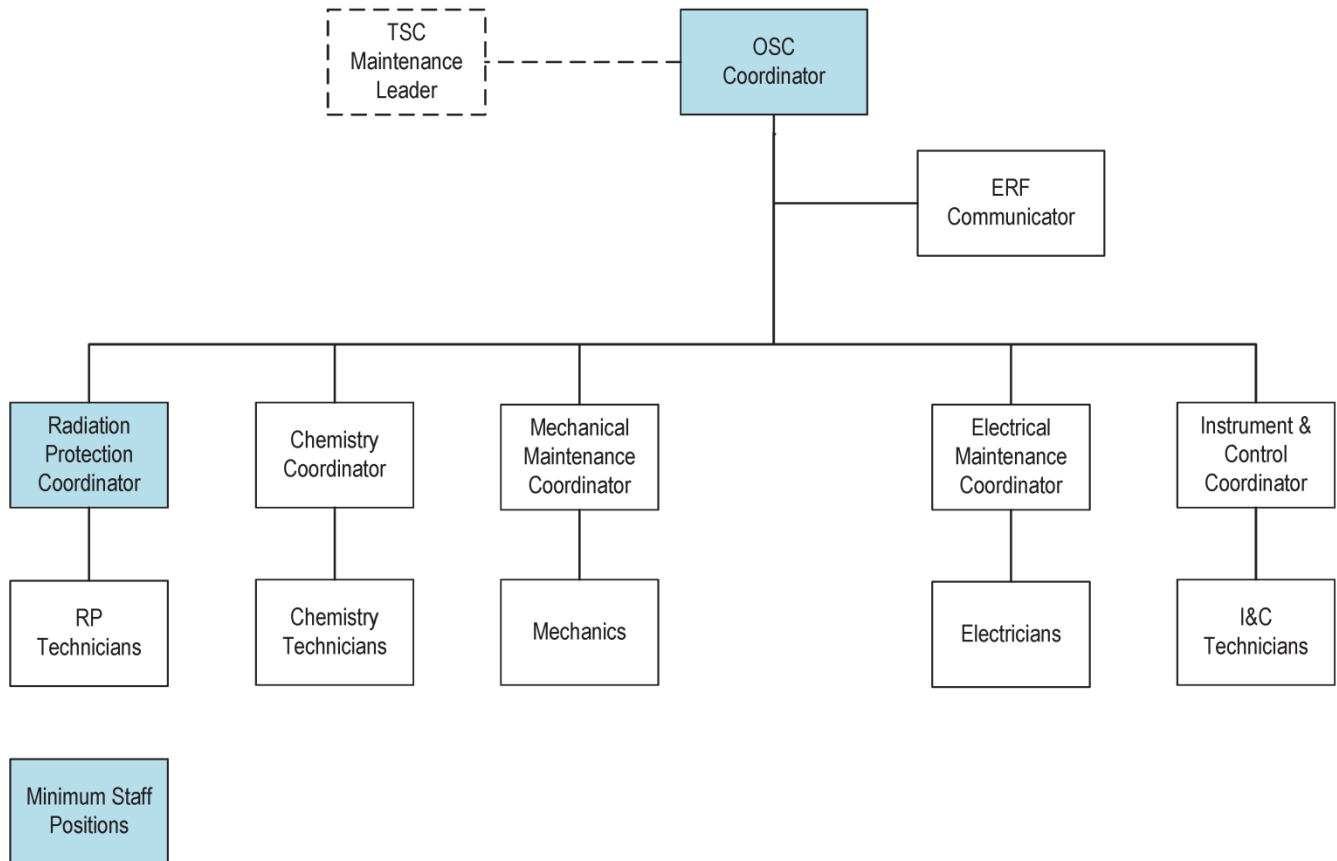 TSC
Maintenance
Leader
OSC
Coordinator
ERF
Communicator
Radiation
Protection
Coordinator
Chemistry
Coordinator
Mechanical
Maintenance
Coordinator
Electrical
Maintenance
Coordinator
Instrument &
Control
Coordinator
RP
Technicians
Chemistry
Technicians
Mechanics
Electricians
I&C
Technicians
Minimum Staff
Positions